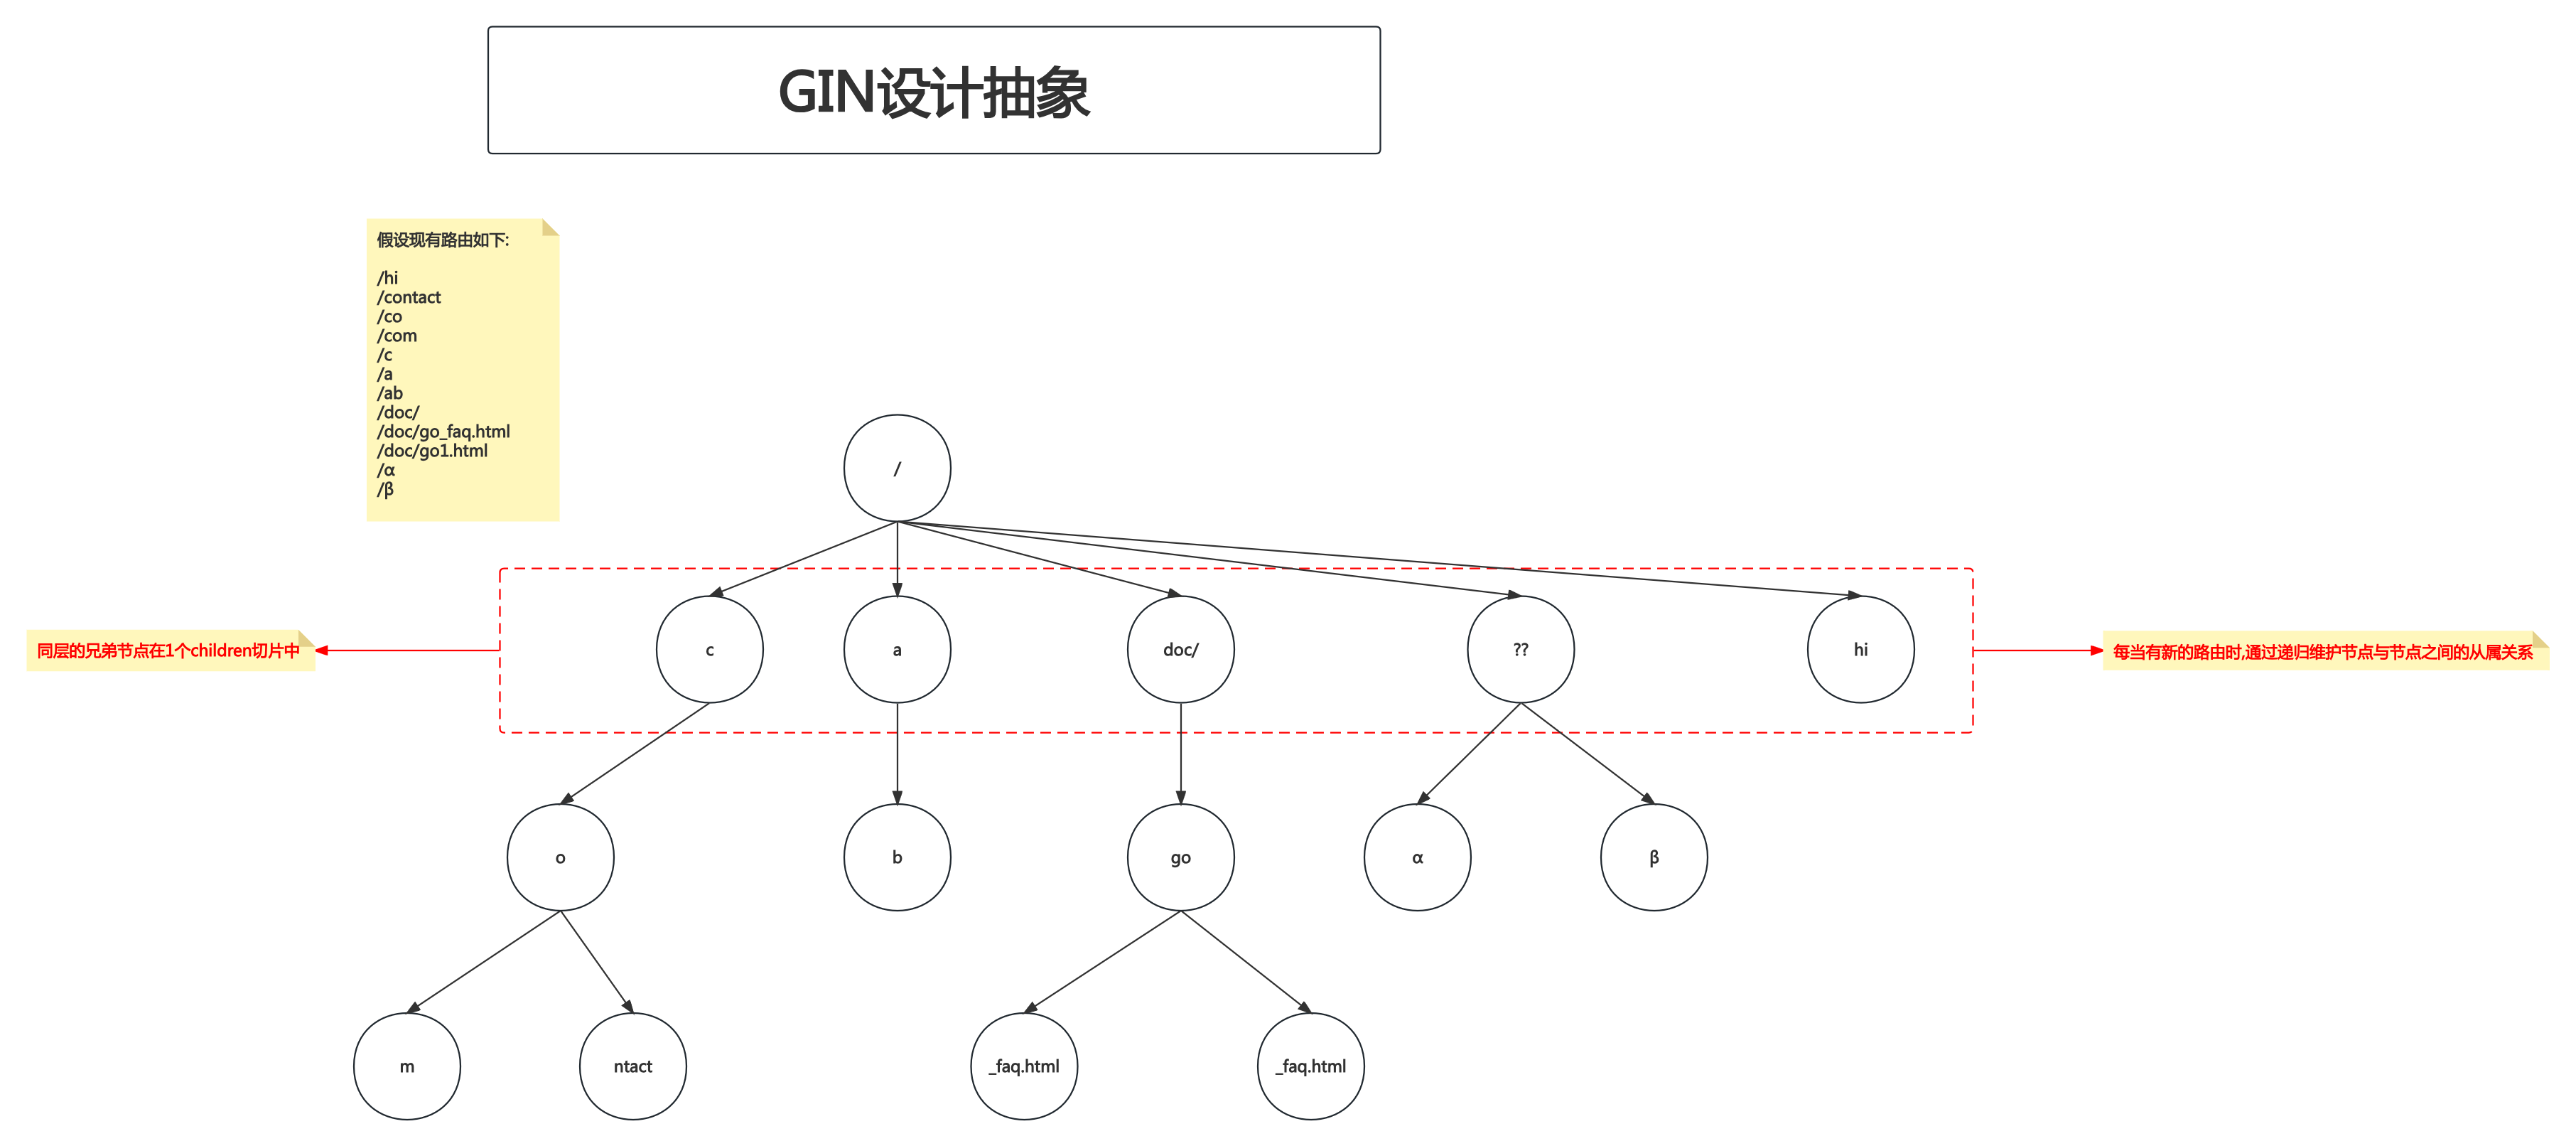 GIN设计抽象
假设现有路由如下:
/hi
/contact
/co
/com
/c
/a
/ab
/doc/
/doc/go_faq.html
/doc/go1.html
/α
/β
/
同层的兄弟节点在1个children切片中
c
a
doc/
??
hi
每当有新的路由时,通过递归维护节点与节点之间的从属关系
o
b
go
α
β
m
ntact
_faq.html
_faq.html